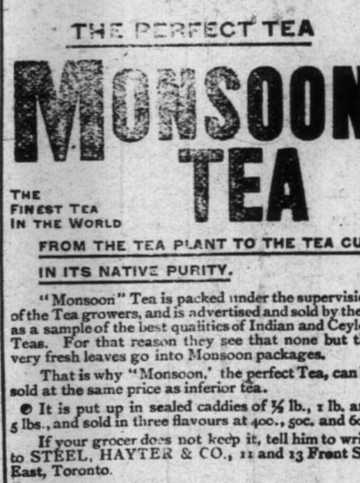 THE PERFECT TEA
MONSOON
TEA
THE
FINEST TEA
IN THE WORLD
FROM THE TEA PLANT TO THE TEA CU
IN ITS NATIVE PURITY.
"Monsoon" Tea is packed under the supervisi
of the Tea growers, and is advertised and sold by the
as a sample of the best qualities of Indian and Ceyl
Teas. For that reason they see that none but t
very fresh leaves go into Monsoon packages.
That is why "Monsoon,' the perfect Tea, can
sold at the same price as inferior tea.
It is put up in sealed caddies of ½ lb., 1 lb. a
5 lbs., and sold in three flavours at 40c., 50c. and 6
If your grocer does not keep it, tell him to wri
to STEEL, HAYTER & CO., 11 and 13 Front S
East, Toronto.